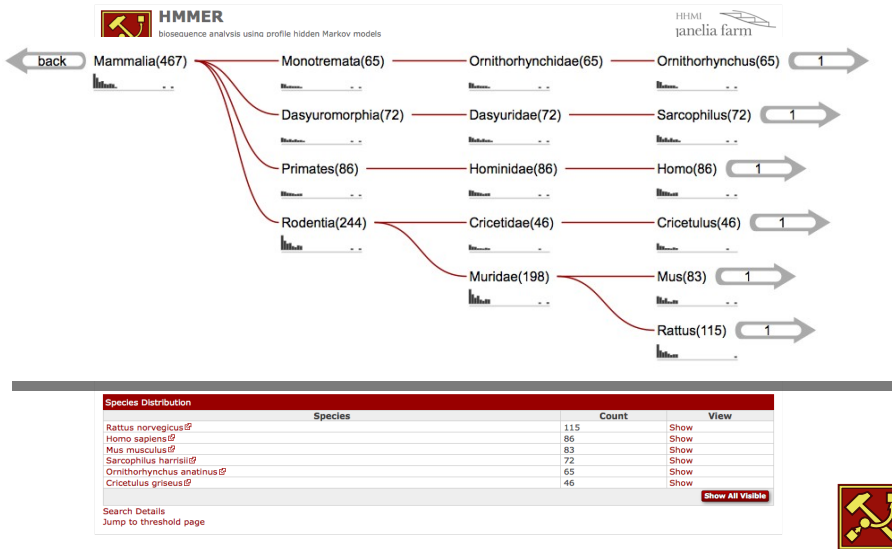 HMMER
biosequence analysis using profile hidden Markov models
HHMI
janelia farm
back Mammalia(467) Monotremata(65) Ornithorhynchidae(65) Ornithorhynchus(65) 1
Dasyuromorphia(72) Dasyuridae(72) Sarcophilus(72) 1
Primates(86) Hominidae(86) Homo(86) 1
Rodentia(244) Cricetidae(46) Cricetulus(46) 1
Muridae(198) Mus(83) 1
Rattus(115) 1
Species Distribution
Species Count View
Rattus norvegicus 115 Show
Homo sapiens 86 Show
Mus musculus 83 Show
Sarcophilus harrisii 72 Show
Ornithorhynchus anatinus 65 Show
Cricetulus griseus 46 Show
Show All Visible
Search Details
Jump to threshold page